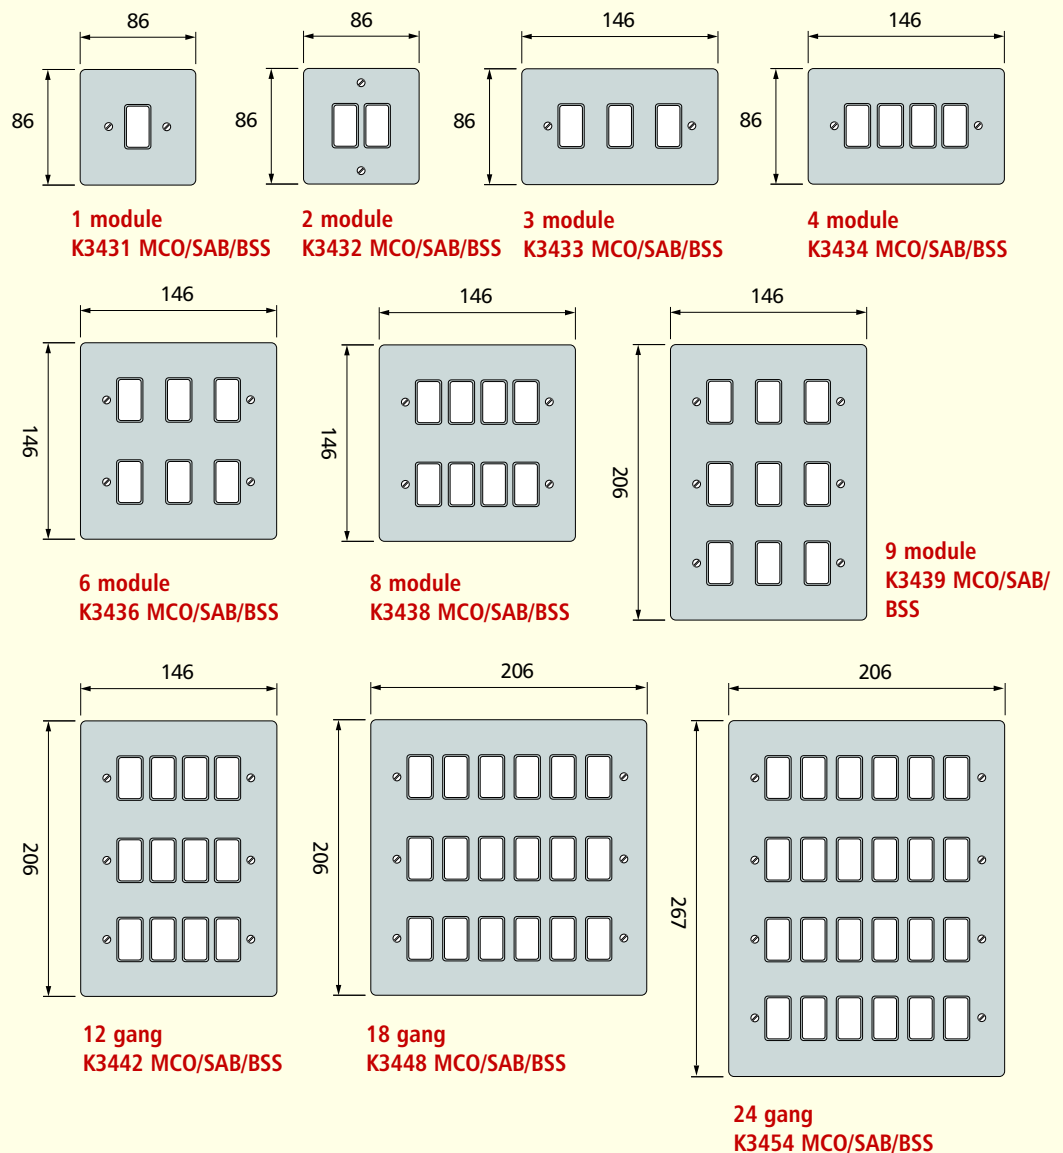 86
86
146
146
86
86
86
86
1 module
K3431 MCO/SAB/BSS
2 module
K3432 MCO/SAB/BSS
3 module
K3433 MCO/SAB/BSS
4 module
K3434 MCO/SAB/BSS
146
146
146
146
146
206
6 module
K3436 MCO/SAB/BSS
8 module
K3438 MCO/SAB/BSS
9 module
K3439 MCO/SAB/
BSS
146
206
206
206
206
267
12 gang
K3442 MCO/SAB/BSS
18 gang
K3448 MCO/SAB/BSS
24 gang
K3454 MCO/SAB/BSS